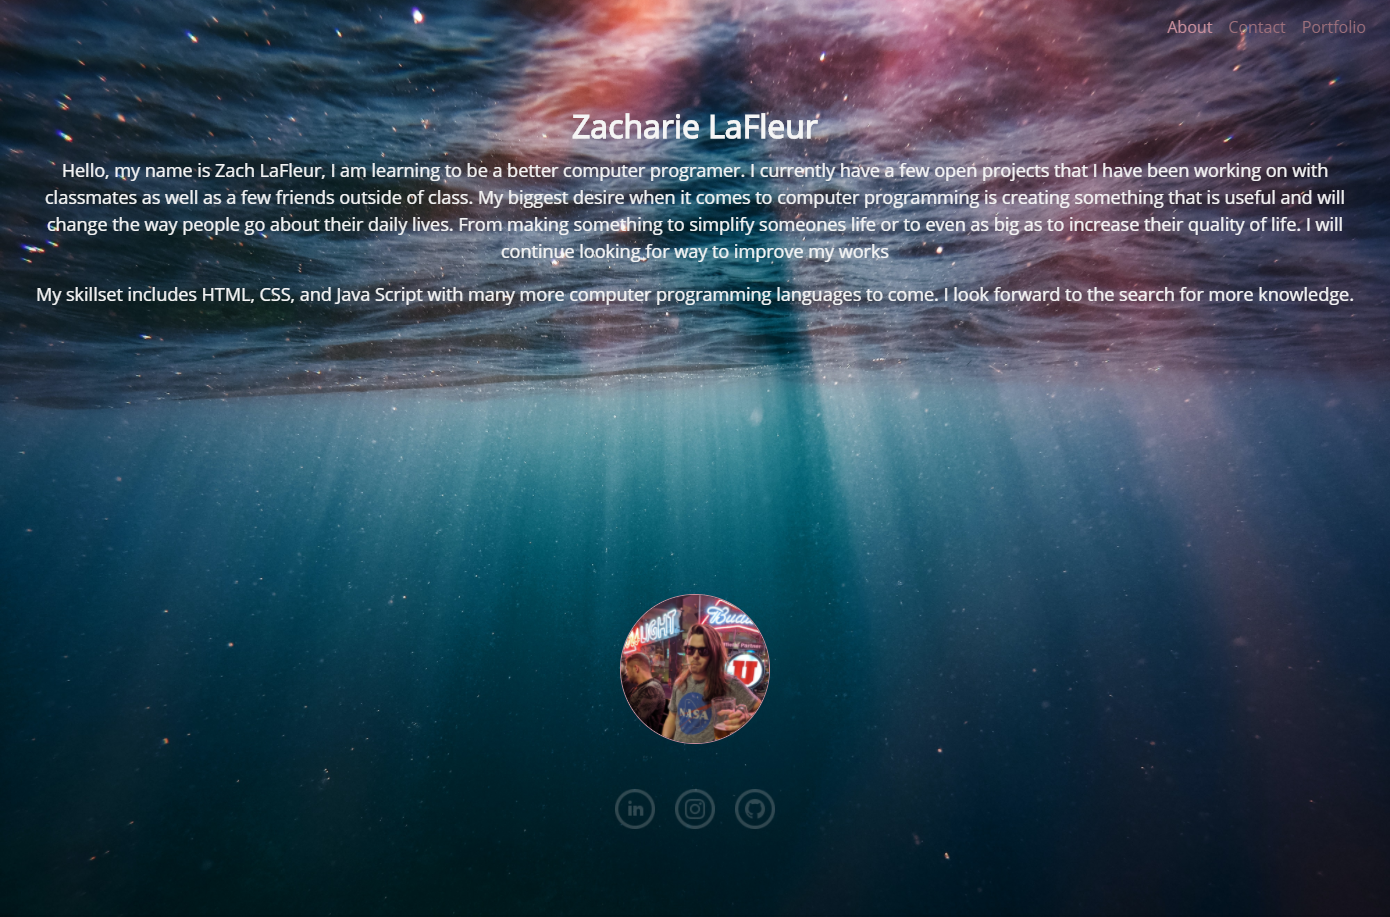 About Contact Portfolio
Zacharie LaFleur
Hello, my name is Zach LaFleur, I am learning to be a better computer programer. I currently have a few open projects that I have been working on with
classmates as well as a few friends outside of class. My biggest desire when it comes to computer programming is creating something that is useful and will
change the way people go about their daily lives. From making something to simplify someones life or to even as big as to increase their quality of life. I will
continue looking for way to improve my works
My skillset includes HTML, CSS, and Java Script with many more computer programming languages to come. I look forward to the search for more knowledge.
LIGHT
U
NASA
in